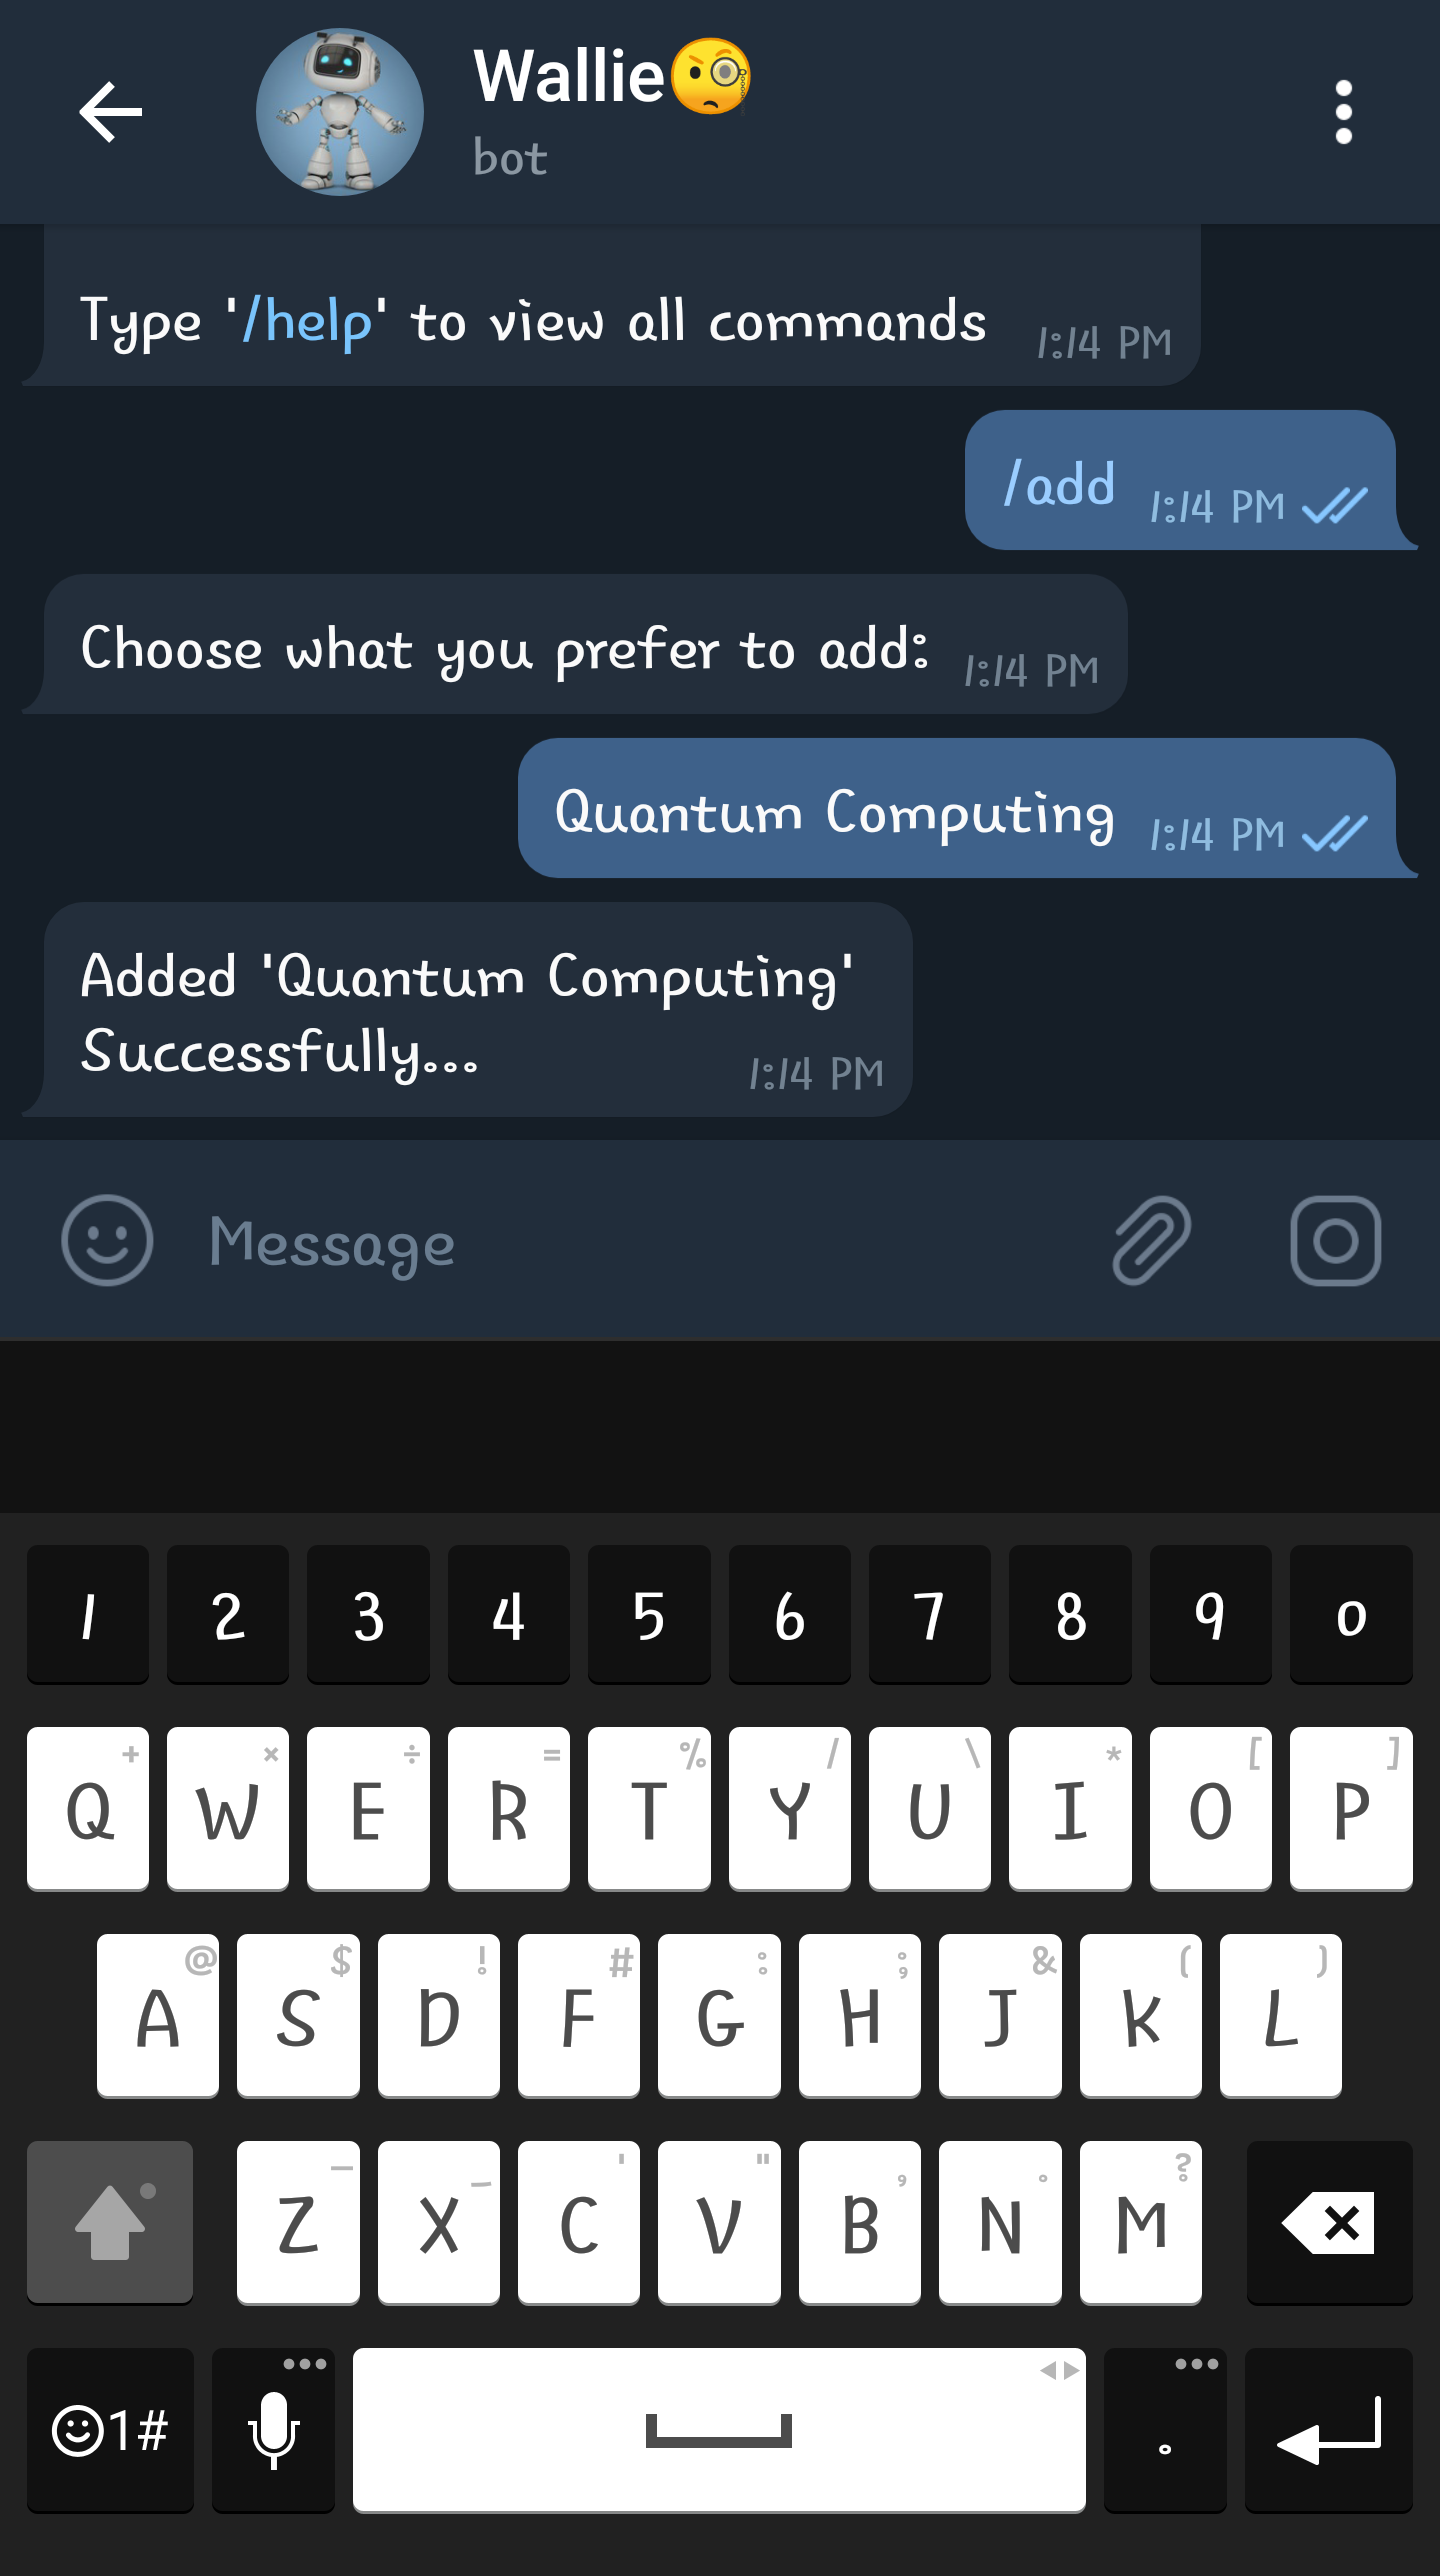 Wallie🧐
bot
Type '/help' to view all commands 1:14 PM
/add 1:14 PM
Choose what you prefer to add: 1:14 PM
Quantum Computing 1:14 PM
Added 'Quantum Computing'
Successfully... 1:14 PM
Message
1 2 3 4 5 6 7 8 9 0
+ × ÷ = % / \ * [ ]
Q W E R T Y U I O P
@ $ ! # : ; & ( )
A S D F G H J K L
– _ ' " , . ?
Z X C V B N M
1# .